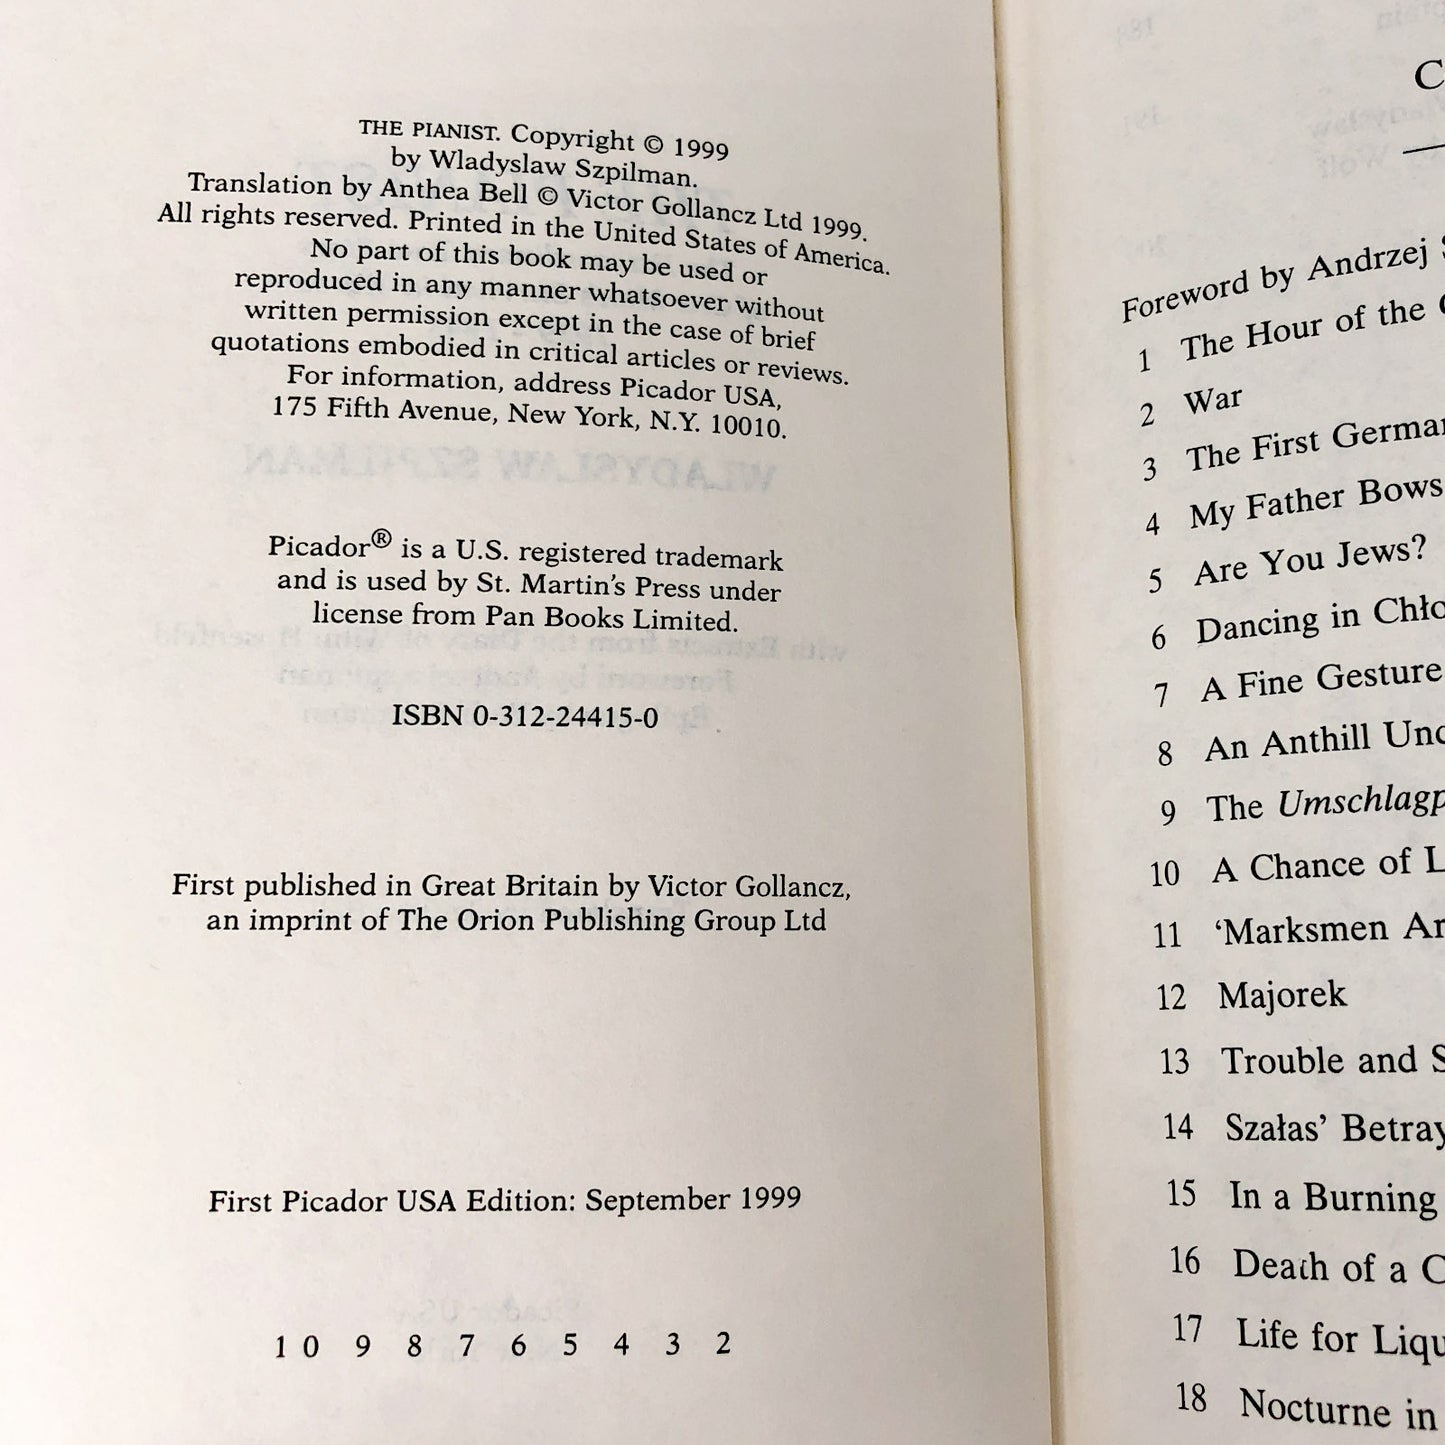 THE PIANIST. Copyright © 1999
by Wladyslaw Szpilman.
Translation by Anthea Bell © Victor Gollancz Ltd 1999.
All rights reserved. Printed in the United States of America.
No part of this book may be used or
reproduced in any manner whatsoever without
written permission except in the case of brief
quotations embodied in critical articles or reviews.
For information, address Picador USA,
175 Fifth Avenue, New York, N.Y. 10010.
Picador® is a U.S. registered trademark
and is used by St. Martin's Press under
license from Pan Books Limited.
ISBN 0-312-24415-0
First published in Great Britain by Victor Gollancz,
an imprint of The Orion Publishing Group Ltd
First Picador USA Edition: September 1999
10 9 8 7 6 5 4 3 2
C
Foreword by Andrzej S
1 The Hour of the
2 War
3 The First German
4 My Father Bows
5 Are You Jews?
6 Dancing in Chło
7 A Fine Gesture
8 An Anthill Und
9 The Umschlagp
10 A Chance of L
11 ‘Marksmen Ar
12 Majorek
13 Trouble and S
14 Szałas’ Betray
15 In a Burning
16 Death of a C
17 Life for Liqu
18 Nocturne in